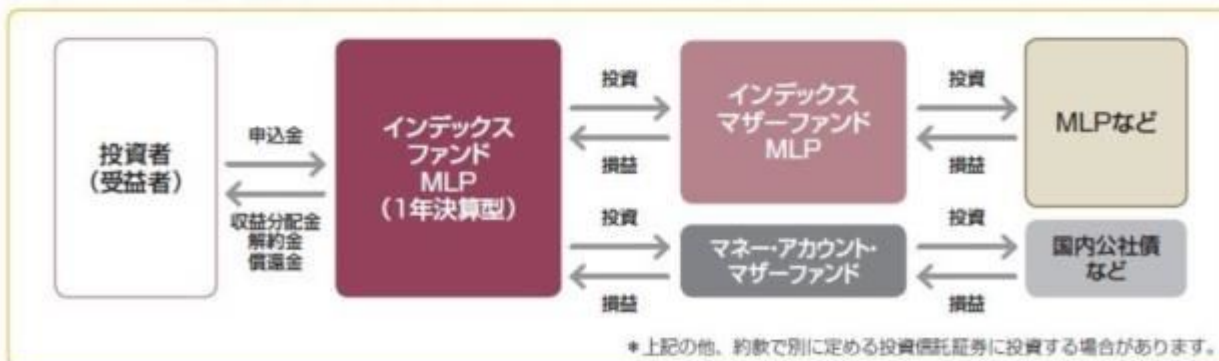 投資者
(受益者)
申込金
収益分配金
解約金
償還金
インデックス
ファンド
MLP
(1年決算型)
投資
損益
投資
損益
インデックス
マザーファンド
MLP
マネー・アカウント・
マザーファンド
投資
損益
投資
損益
MLPなど
国内公社債
など
*上記の他、約款で別に定める投資信託証券に投資する場合があります。